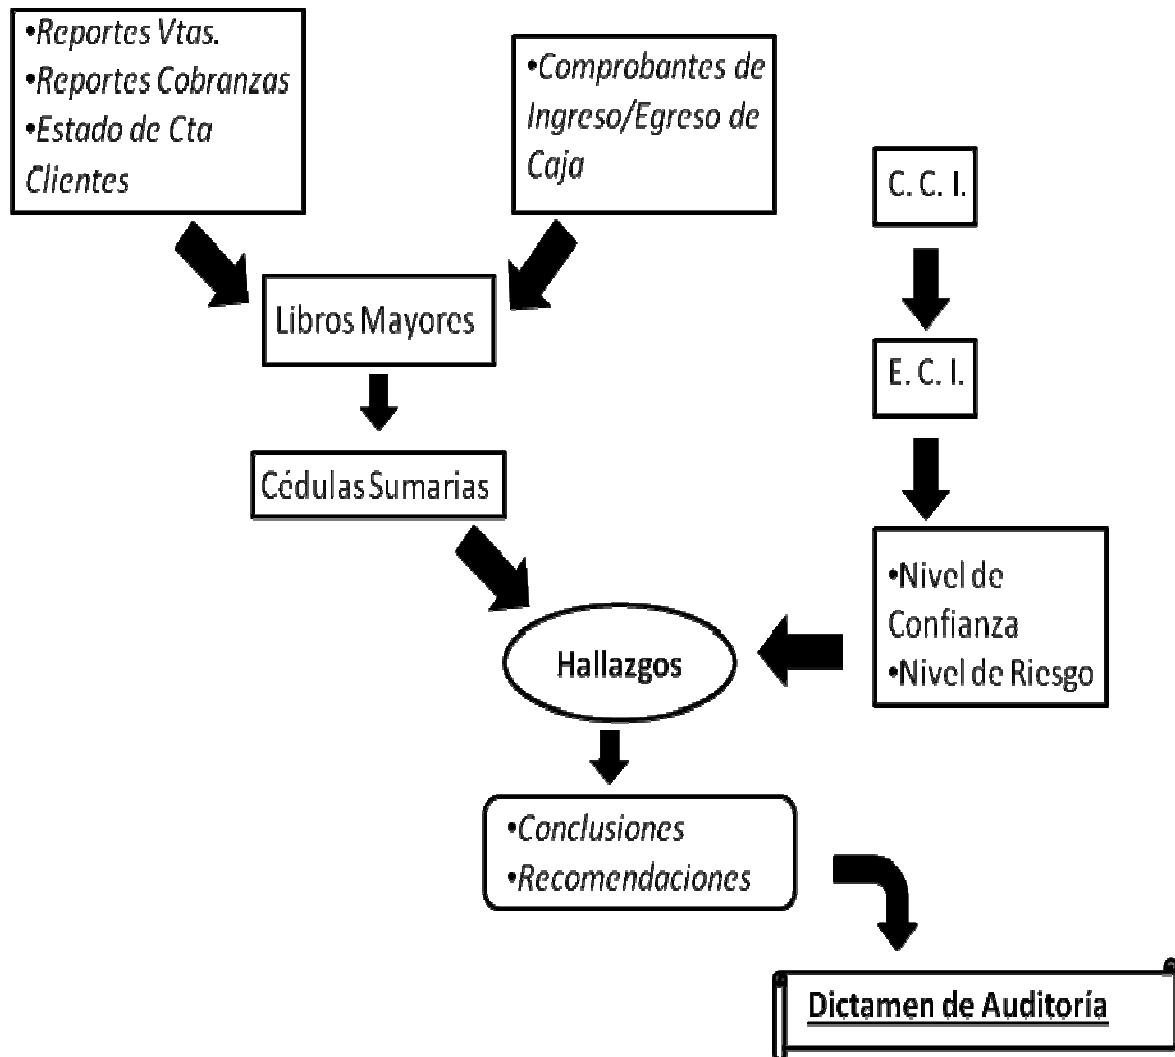 •Reportes Vtas.
•Reportes Cobranzas
•Estado de Cta
Clientes
•Comprobantes de
Ingreso/Egreso de
Caja
C. C. I.
Libros Mayores
E. C. I.
Cédulas Sumarias
•Nivel de
Confianza
•Nivel de Riesgo
Hallazgos
•Conclusiones
•Recomendaciones
Dictamen de Auditoría